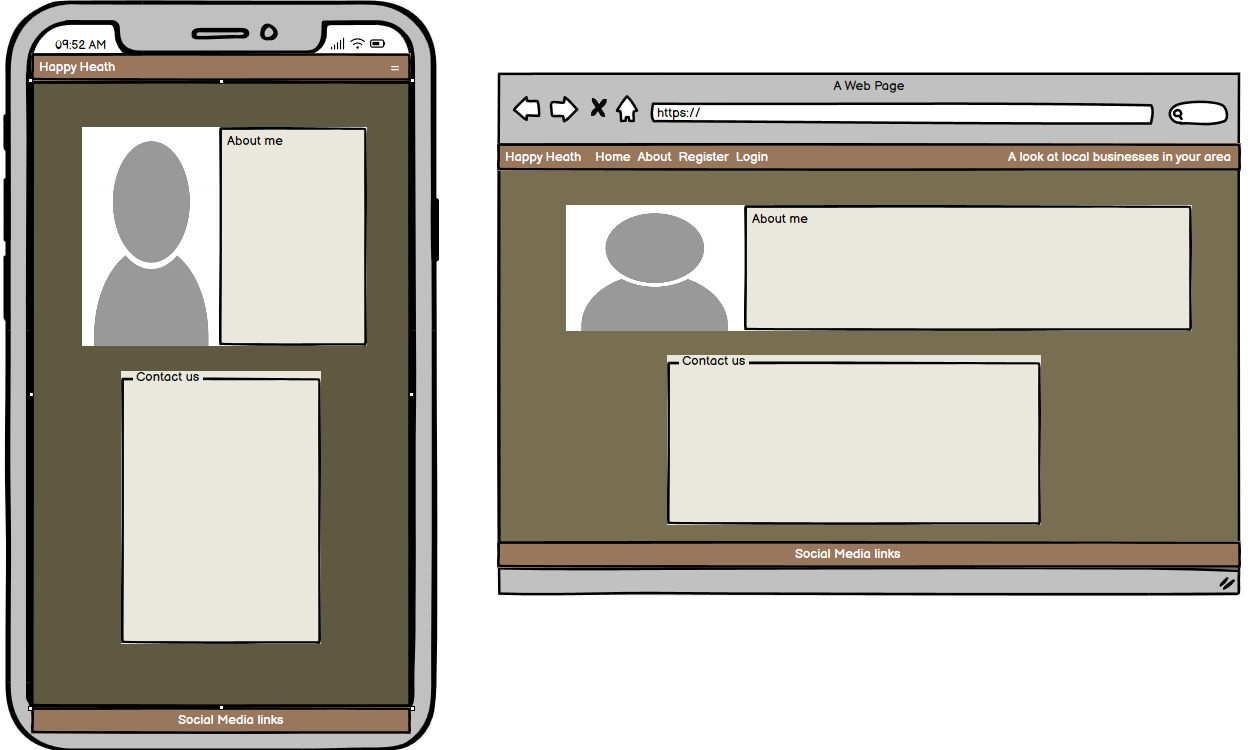 09:52 AM
Happy Heath
About me
Contact us
Social Media links
A Web Page
https://
Happy Heath Home About Register Login A look at local businesses in your area
About me
Contact us
Social Media links